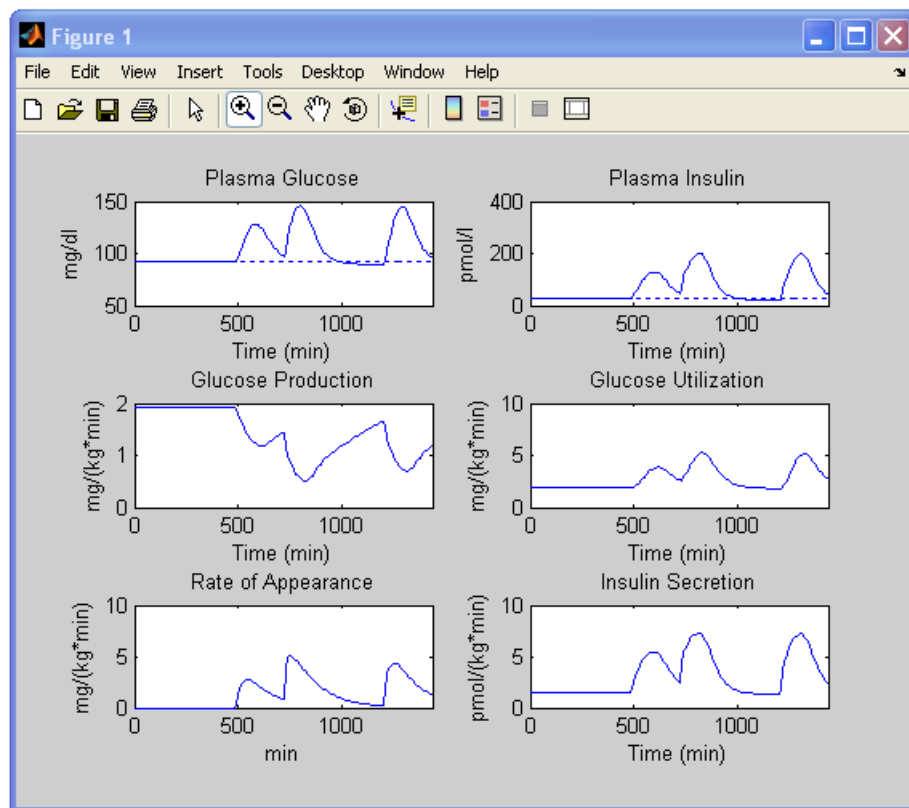 Figure 1
File Edit View Insert Tools Desktop Window Help
Plasma Glucose
150
100
50
mg/dl
0 500 1000
Time (min)
Plasma Insulin
400
200
0
pmol/l
0 500 1000
Time (min)
Glucose Production
2
1
0
mg/(kg*min)
0 500 1000
Time (min)
Glucose Utilization
10
5
0
mg/(kg*min)
0 500 1000
Time (min)
Rate of Appearance
10
5
0
mg/(kg*min)
0 500 1000
min
Insulin Secretion
10
5
0
pmol/(kg*min)
0 500 1000
Time (min)